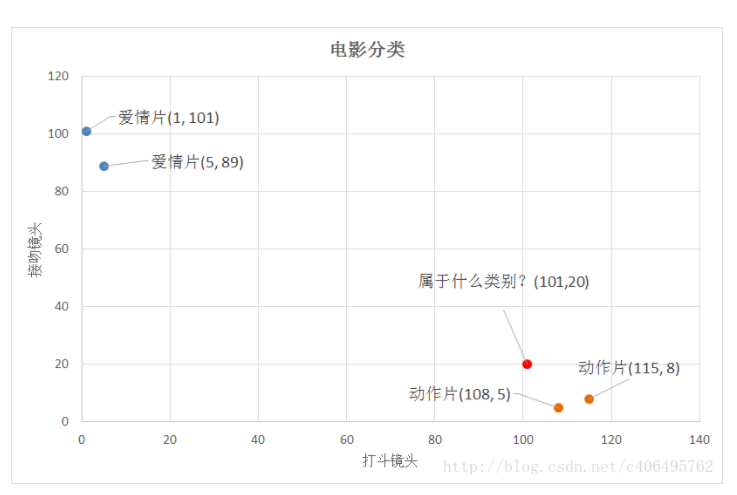 电影分类
120
爱情片(1, 101)
100
爱情片(5, 89)
80
60
接吻镜头
属于什么类别？(101,20)
40
20
动作片(115, 8)
动作片(108, 5)
0
0 20 40 60 80 100 120 140
打斗镜头
http://blog.csdn.net/c406495762